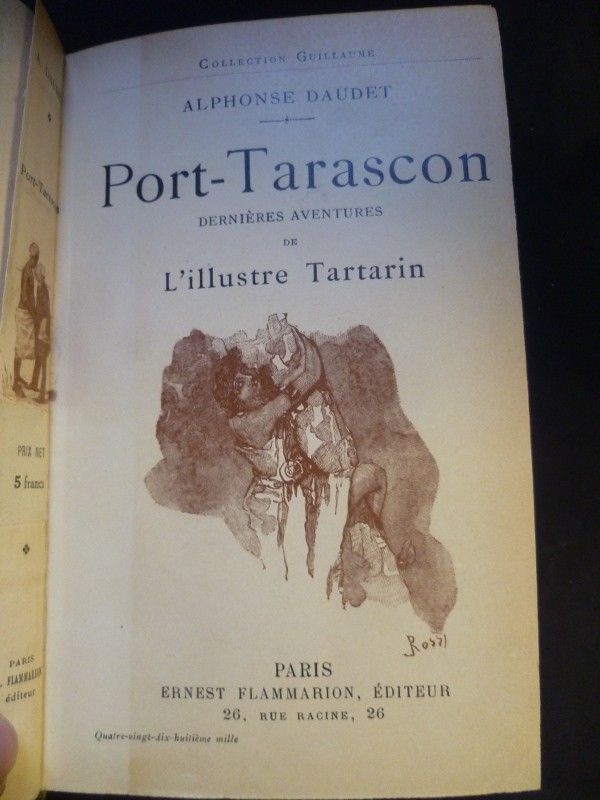 Collection Guillaume
ALPHONSE DAUDET
Port-Tarascon
DERNIÈRES AVENTURES
DE
L'illustre Tartarin
Rossi
PARIS
ERNEST FLAMMARION, ÉDITEUR
26, RUE RACINE, 26
Quatre-vingt-dix-huitième mille
PRIX NET
5 francs
PARIS
FLAMMARION
éditeur